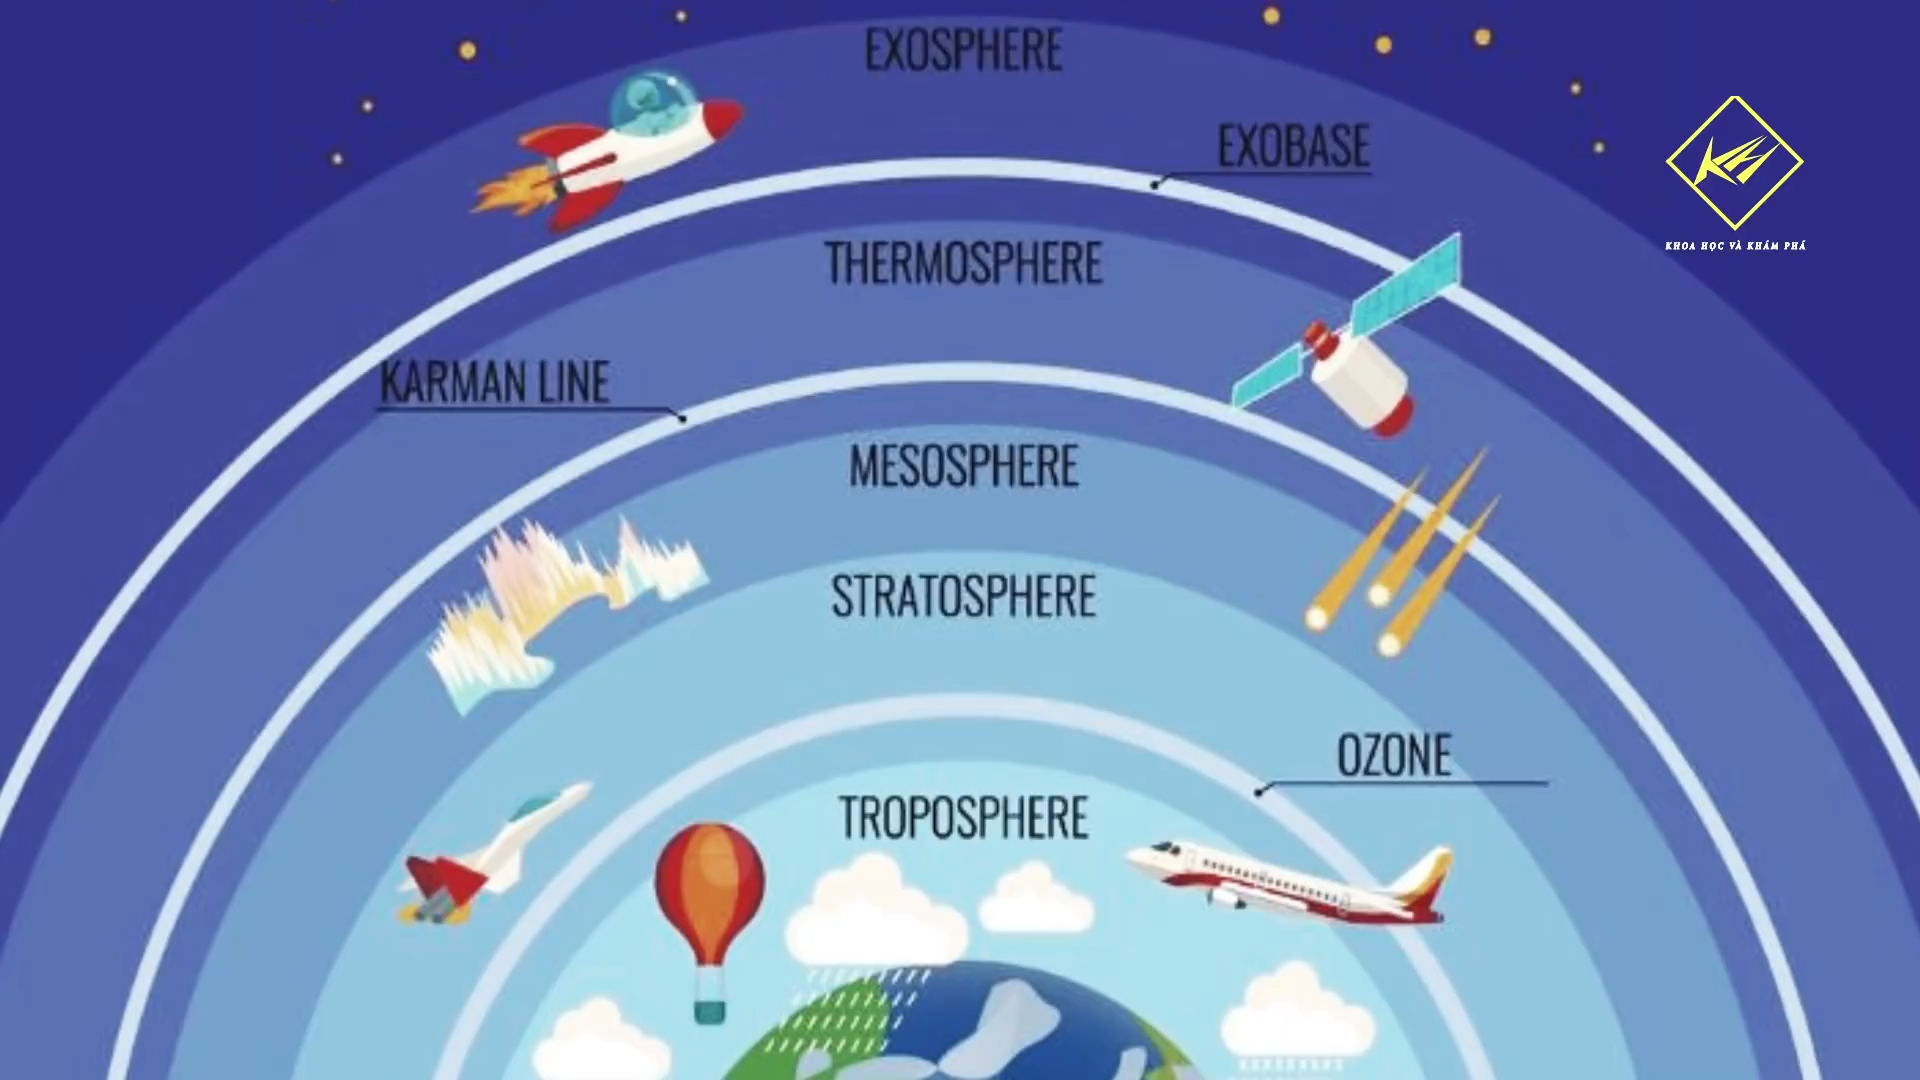 EXOSPHERE
EXOBASE
KHOA HỌC VÀ KHÁM PHÁ
THERMOSPHERE
KARMAN LINE
MESOSPHERE
STRATOSPHERE
OZONE
TROPOSPHERE